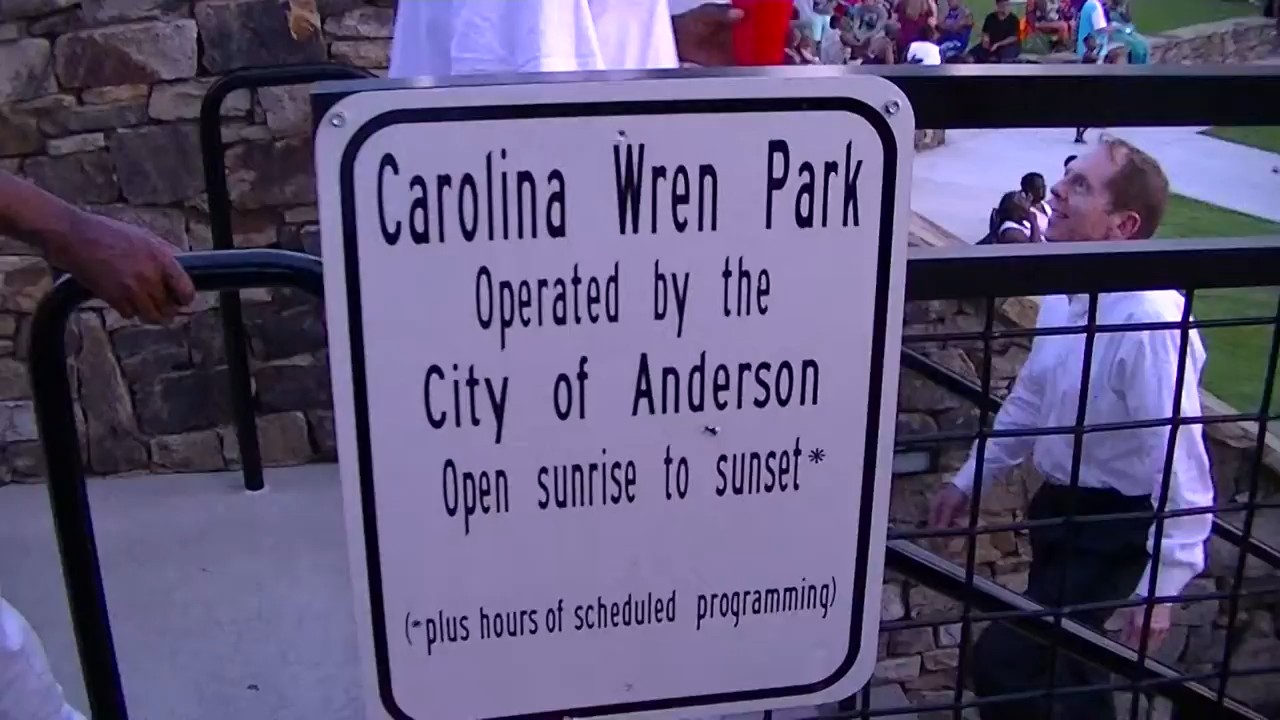 Carolina Wren Park
Operated by the
City of Anderson
Open sunrise to sunset*
(*plus hours of scheduled programming)